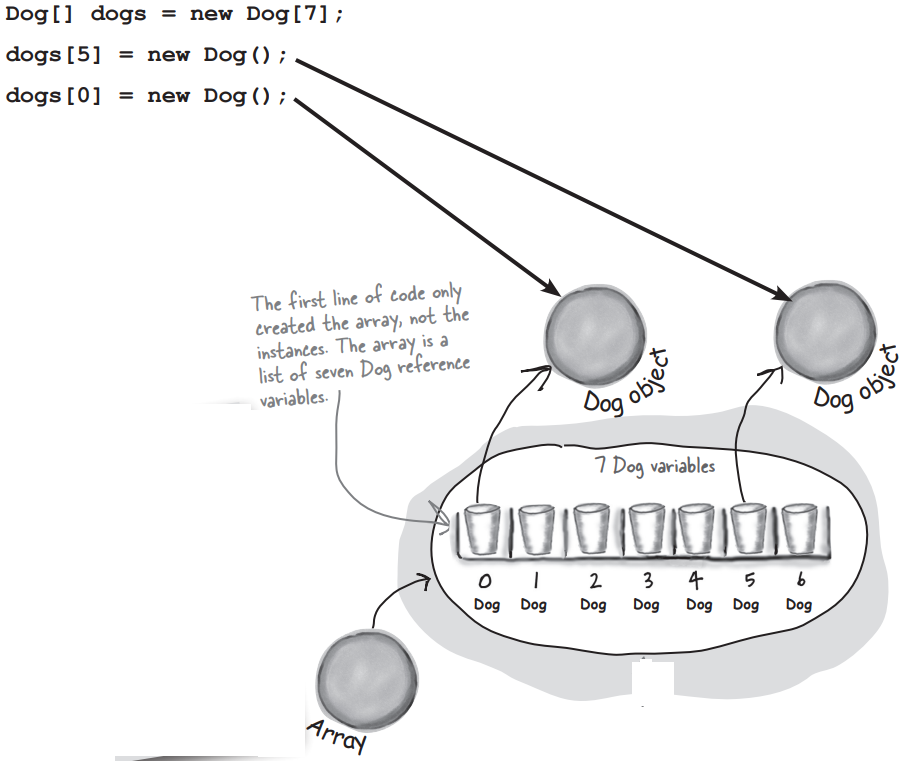 Dog[] dogs = new Dog[7];
dogs[5] = new Dog();
dogs[0] = new Dog();
The first line of code only
created the array, not the
instances. The array is a
list of seven Dog reference
variables.
Dog object
Dog object
7 Dog variables
0 1 2 3 4 5 6
Dog Dog Dog Dog Dog Dog Dog
Array